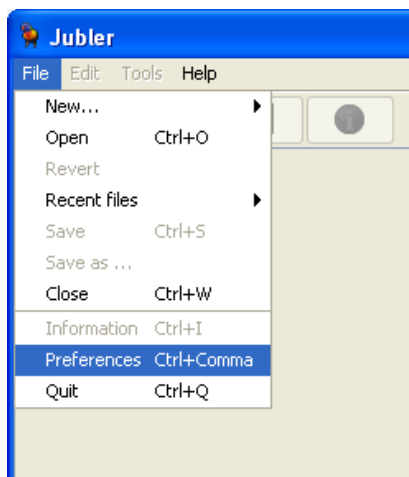 Jubler
File Edit Tools Help
New...
Open Ctrl+O
Revert
Recent files
Save Ctrl+S
Save as ...
Close Ctrl+W
Information Ctrl+I
Preferences Ctrl+Comma
Quit Ctrl+Q